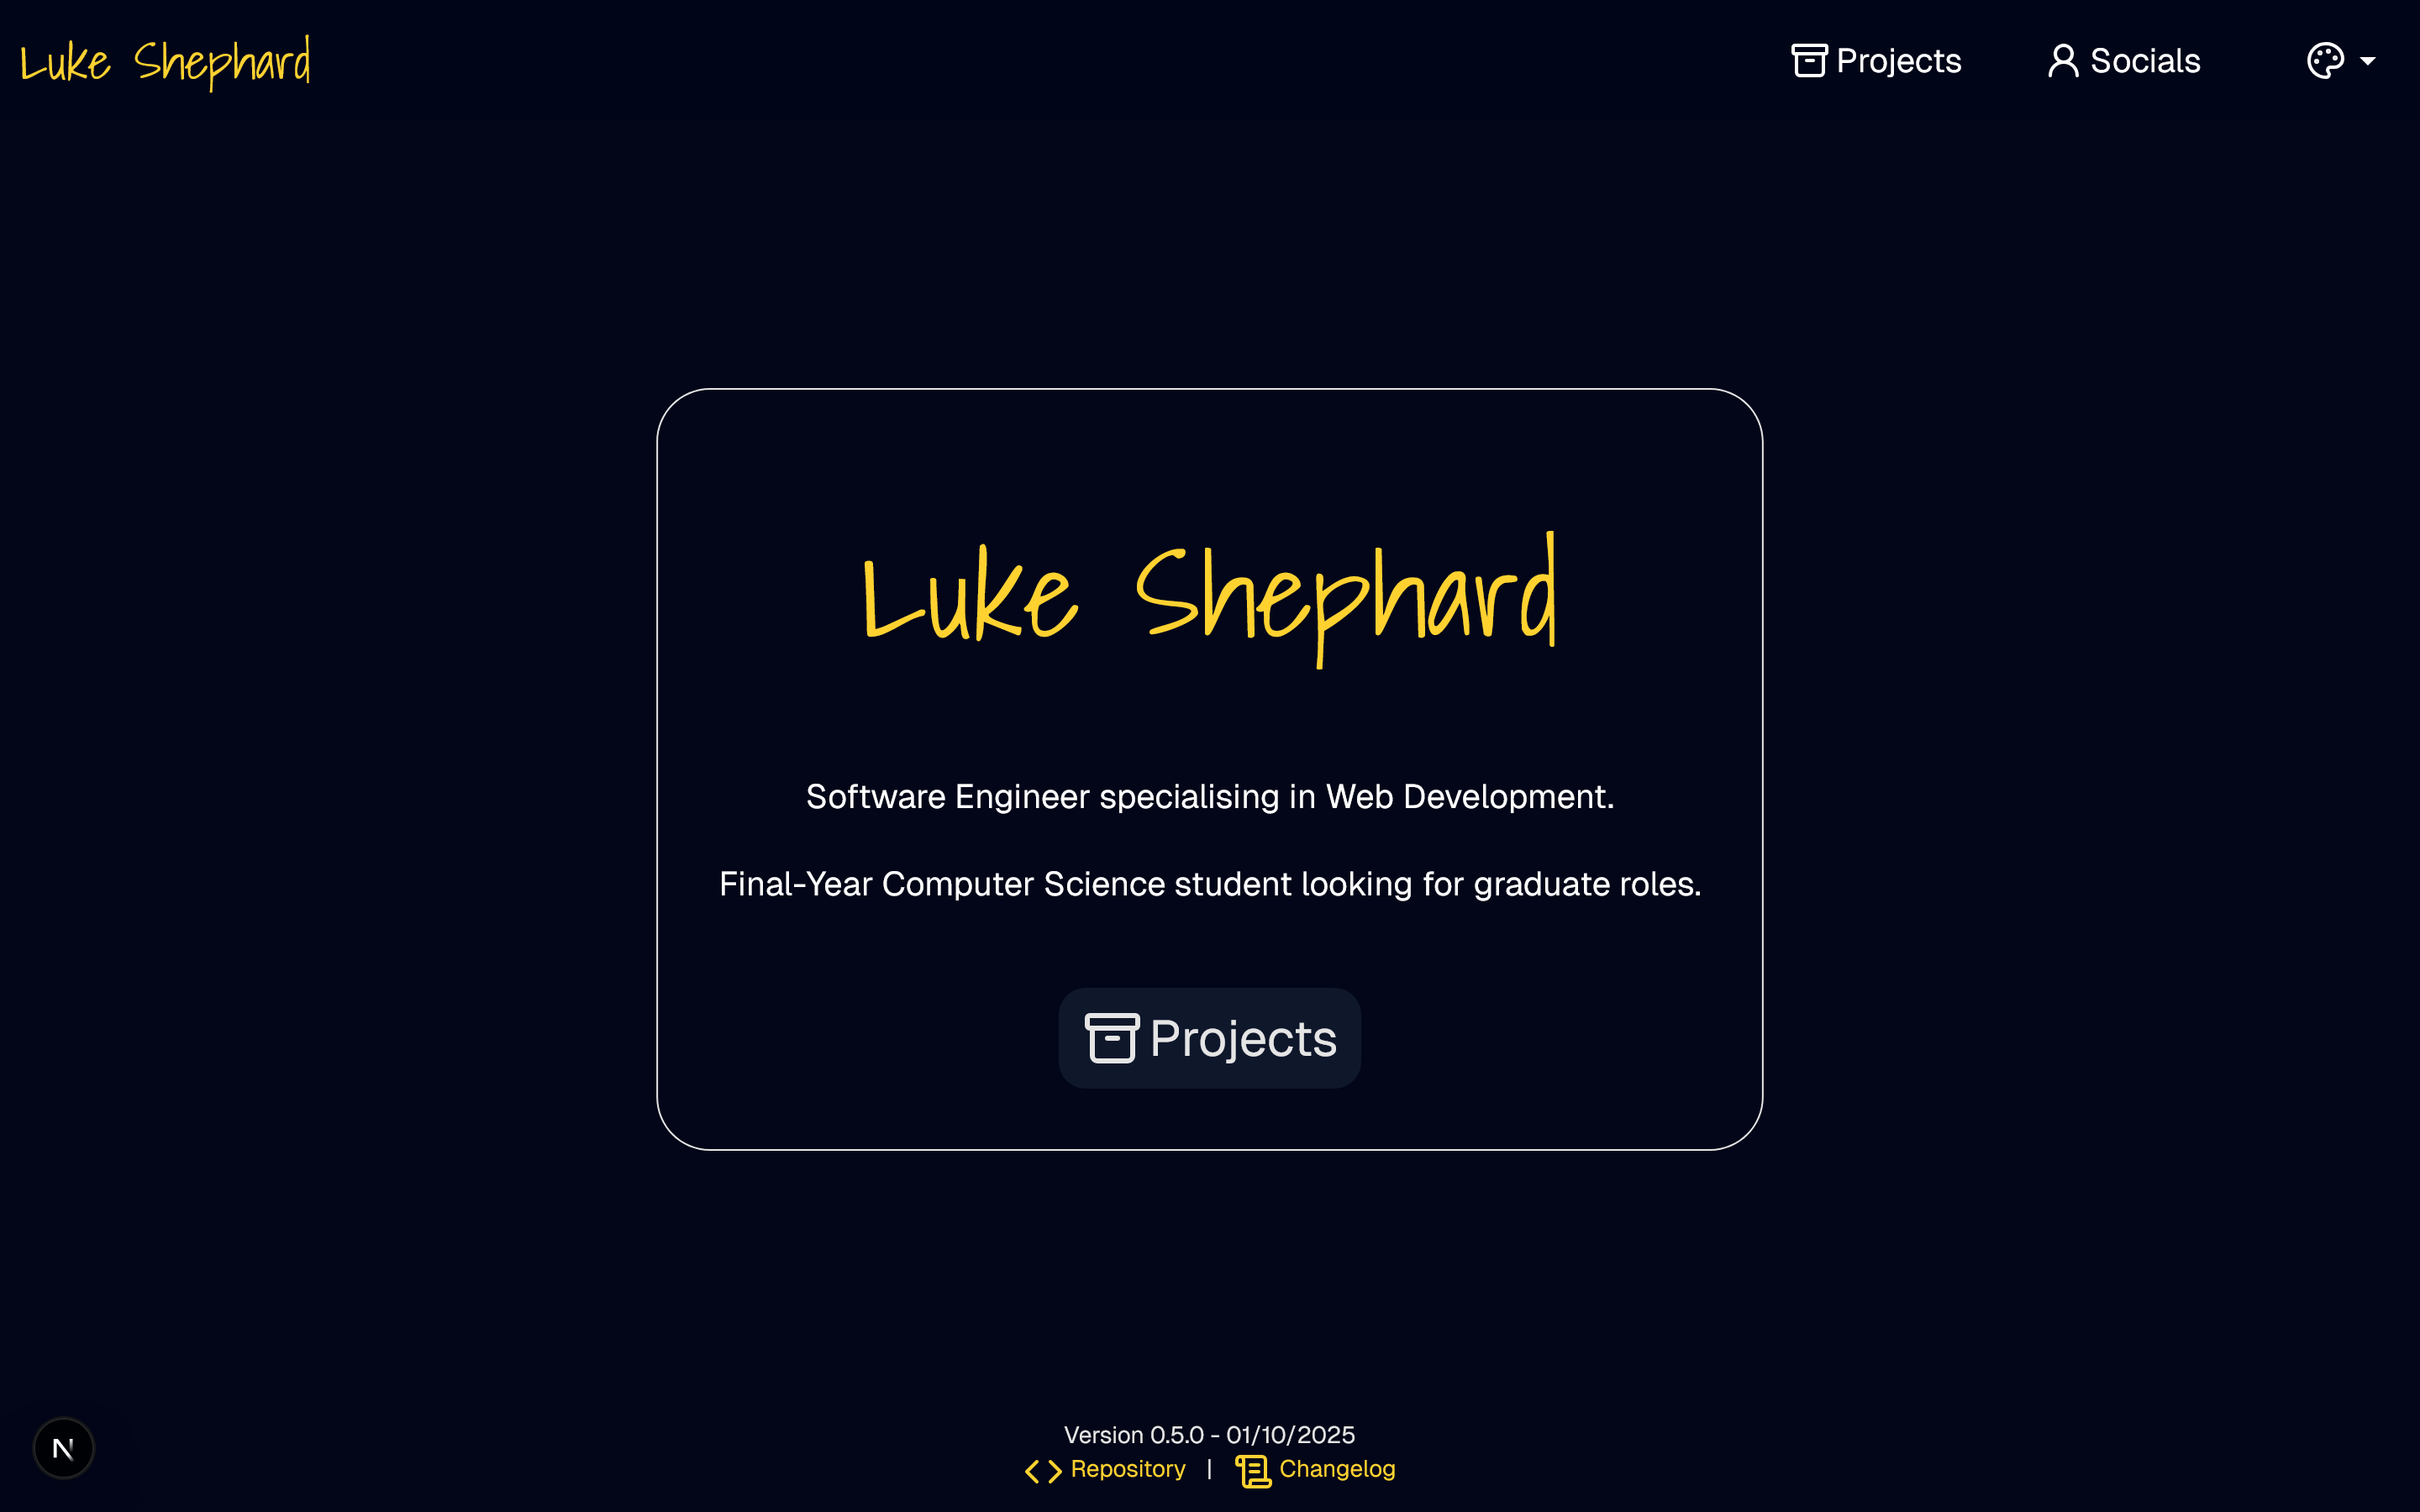 Luke Shephard
Projects
Socials
Luke Shephard
Software Engineer specialising in Web Development.
Final-Year Computer Science student looking for graduate roles.
Projects
N
Version 0.5.0 - 01/10/2025
Repository | Changelog